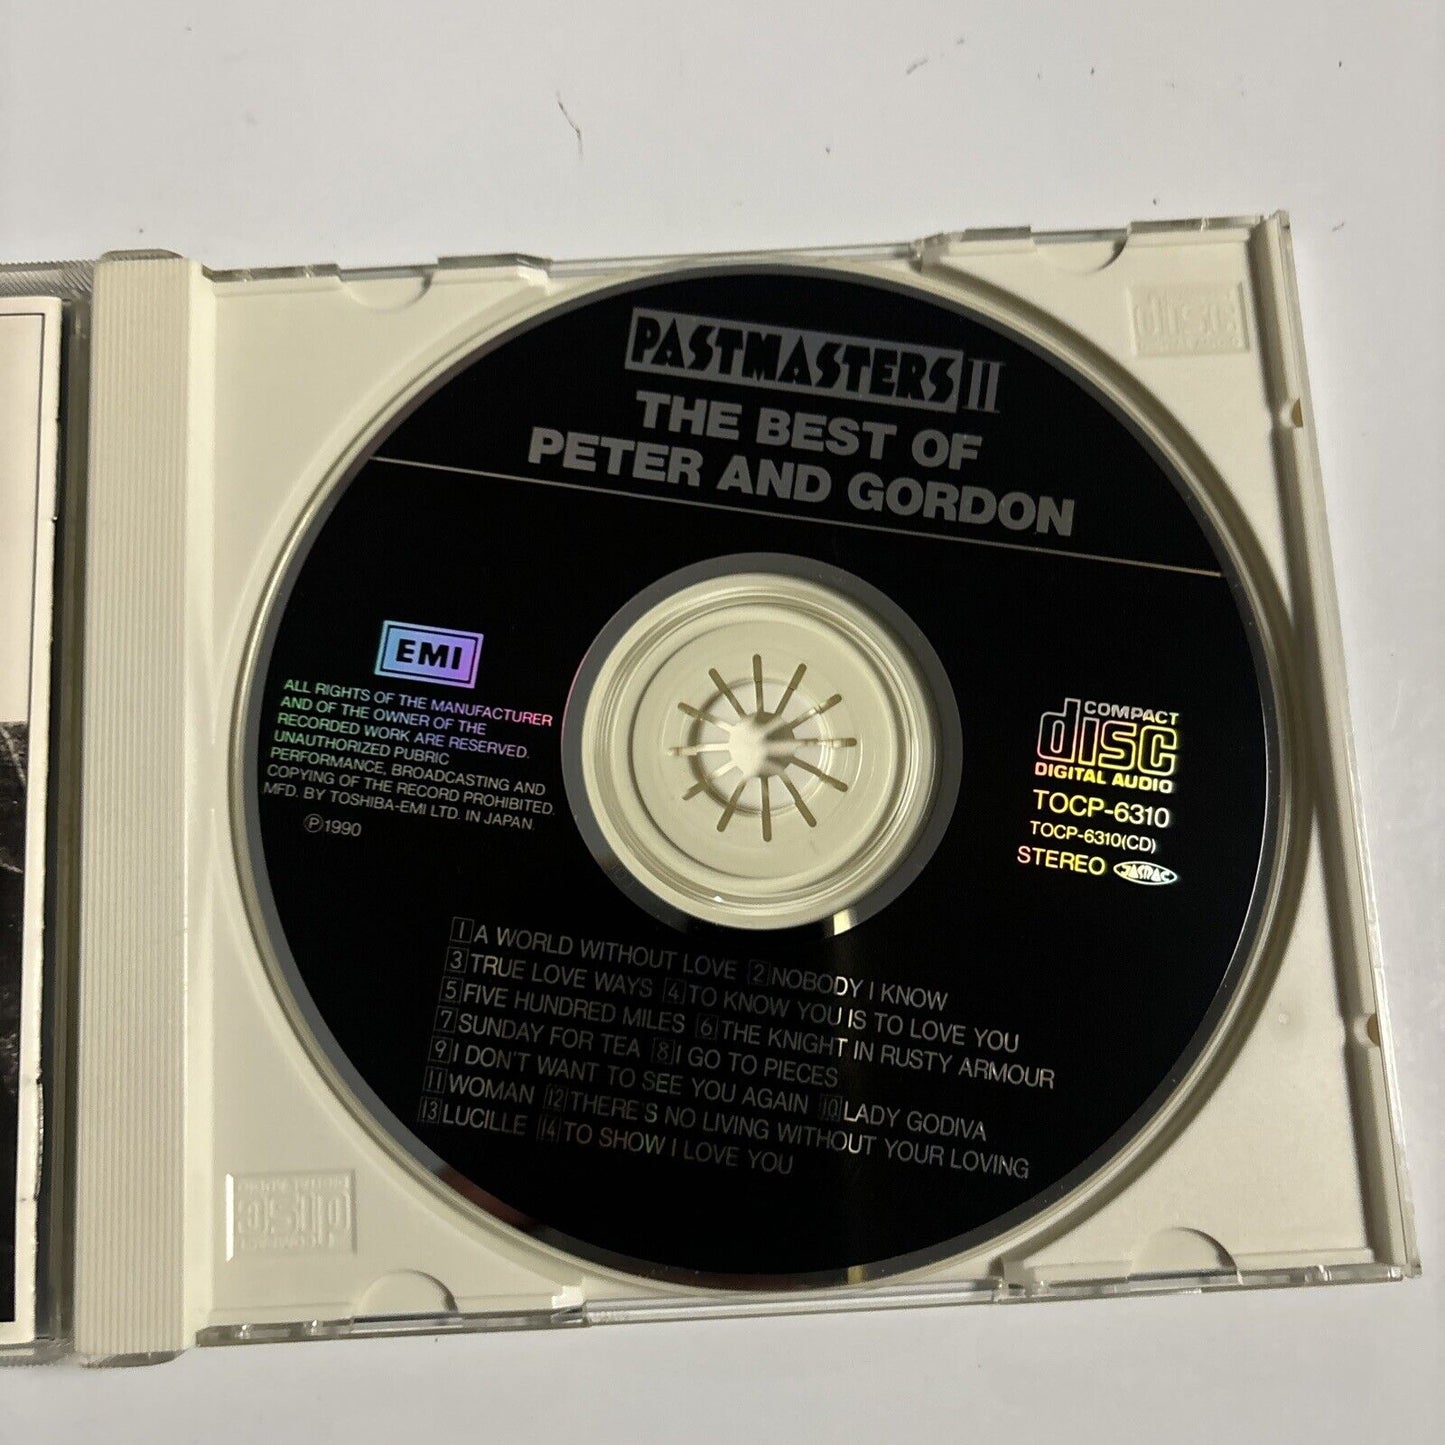 PASTMASTERS II
THE BEST OF
PETER AND GORDON
EMI
ALL RIGHTS OF THE MANUFACTURER
AND OF THE OWNER OF THE
RECORDED WORK ARE RESERVED.
UNAUTHORIZED PUBRIC
PERFORMANCE, BROADCASTING AND
COPYING OF THE RECORD PROHIBITED.
MFD. BY TOSHIBA-EMI LTD. IN JAPAN.
℗1990
COMPACT
disc
DIGITAL AUDIO
TOCP-6310
TOCP-6310(CD)
STEREO JASRAC
1 A WORLD WITHOUT LOVE 2 NOBODY I KNOW
3 TRUE LOVE WAYS 4 TO KNOW YOU IS TO LOVE YOU
5 FIVE HUNDRED MILES 6 THE KNIGHT IN RUSTY ARMOUR
7 SUNDAY FOR TEA 8 I GO TO PIECES
9 I DON'T WANT TO SEE YOU AGAIN 10 LADY GODIVA
11 WOMAN 12 THERE'S NO LIVING WITHOUT YOUR LOVING
13 LUCILLE 14 TO SHOW I LOVE YOU
disc
COMPACT
disc
DIGITAL AUDIO